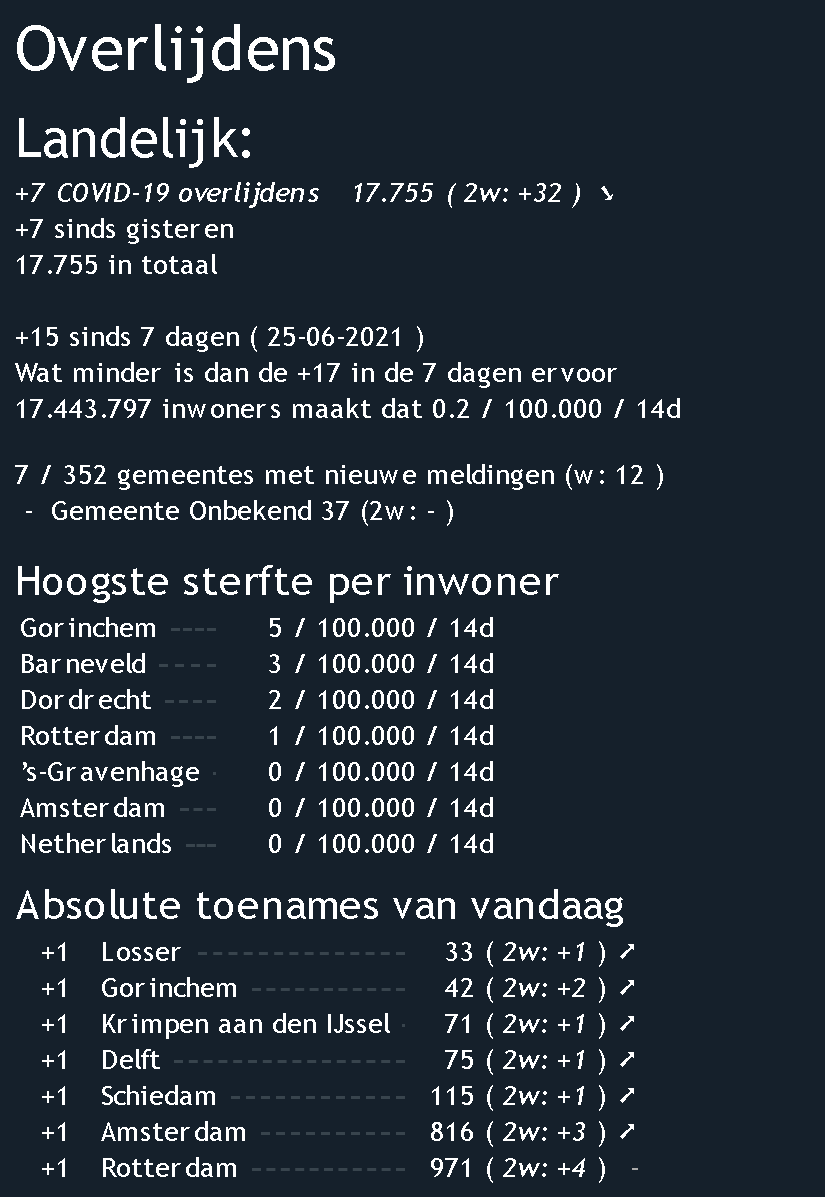 Overlijdens
Landelijk:
+7 COVID-19 overlijdens 17.755 ( 2w: +32 ) ➘
+7 sinds gisteren
17.755 in totaal
+15 sinds 7 dagen ( 25-06-2021 )
Wat minder is dan de +17 in de 7 dagen ervoor
17.443.797 inwoners maakt dat 0.2 / 100.000 / 14d
7 / 352 gemeentes met nieuwe meldingen (w: 12 )
- Gemeente Onbekend 37 (2w: - )
Hoogste sterfte per inwoner
Gorinchem ---- 5 / 100.000 / 14d
Barneveld ---- 3 / 100.000 / 14d
Dordrecht ---- 2 / 100.000 / 14d
Rotterdam ---- 1 / 100.000 / 14d
’s-Gravenhage - 0 / 100.000 / 14d
Amsterdam --- 0 / 100.000 / 14d
Netherlands --- 0 / 100.000 / 14d
Absolute toenames van vandaag
+1 Losser -------------- 33 ( 2w: +1 ) ➚
+1 Gorinchem ----------- 42 ( 2w: +2 ) ➚
+1 Krimpen aan den IJssel - 71 ( 2w: +1 ) ➚
+1 Delft ---------------- 75 ( 2w: +1 ) ➚
+1 Schiedam ------------ 115 ( 2w: +1 ) ➚
+1 Amsterdam ---------- 816 ( 2w: +3 ) ➚
+1 Rotterdam ----------- 971 ( 2w: +4 ) -